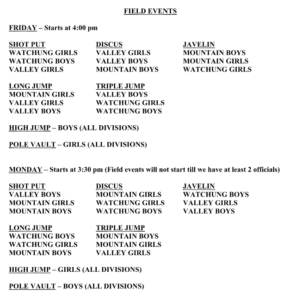 FIELD EVENTS
FRIDAY – Starts at 4:00 pm
SHOT PUT DISCUS JAVELIN
WATCHUNG GIRLS VALLEY GIRLS MOUNTAIN BOYS
WATCHUNG BOYS VALLEY BOYS MOUNTAIN GIRLS
VALLEY GIRLS MOUNTAIN BOYS WATCHUNG GIRLS
LONG JUMP TRIPLE JUMP
MOUNTAIN GIRLS VALLEY BOYS
VALLEY GIRLS WATCHUNG GIRLS
VALLEY BOYS WATCHUNG BOYS
HIGH JUMP – BOYS (ALL DIVISIONS)
POLE VAULT – GIRLS (ALL DIVISIONS)
MONDAY – Starts at 3:30 pm (Field events will not start till we have at least 2 officials)
SHOT PUT DISCUS JAVELIN
VALLEY BOYS MOUNTAIN GIRLS WATCHUNG BOYS
MOUNTAIN GIRLS WATCHUNG GIRLS VALLEY GIRLS
MOUNTAIN BOYS WATCHUNG BOYS VALLEY BOYS
LONG JUMP TRIPLE JUMP
WATCHUNG BOYS MOUNTAIN BOYS
WATCHUNG GIRLS MOUNTAIN GIRLS
MOUNTAIN BOYS VALLEY GIRLS
HIGH JUMP – GIRLS (ALL DIVISIONS)
POLE VAULT – BOYS (ALL DIVISIONS)